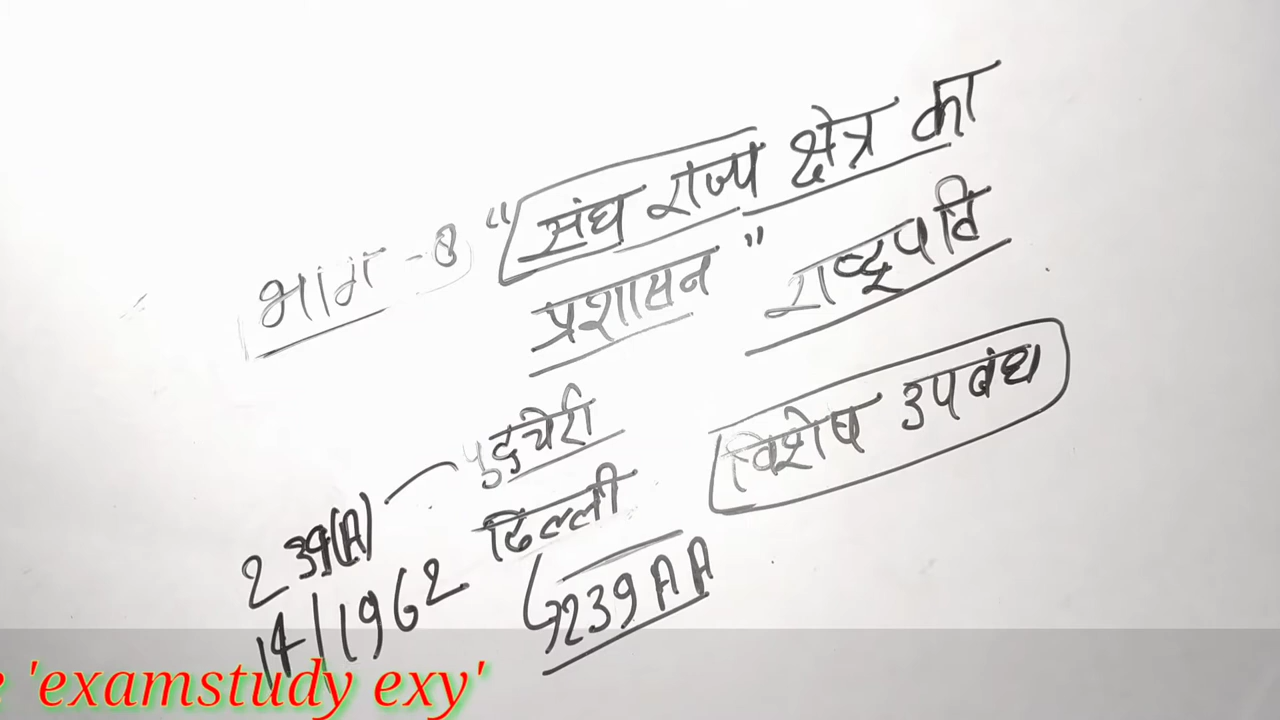 भाग -8 "संघ राज्य क्षेत्र का
प्रशासन" राष्ट्रपति
पुदुचेरी
विशेष उपबंध
239(A)
दिल्ली
14/1962
239AA
'examstudy exy'